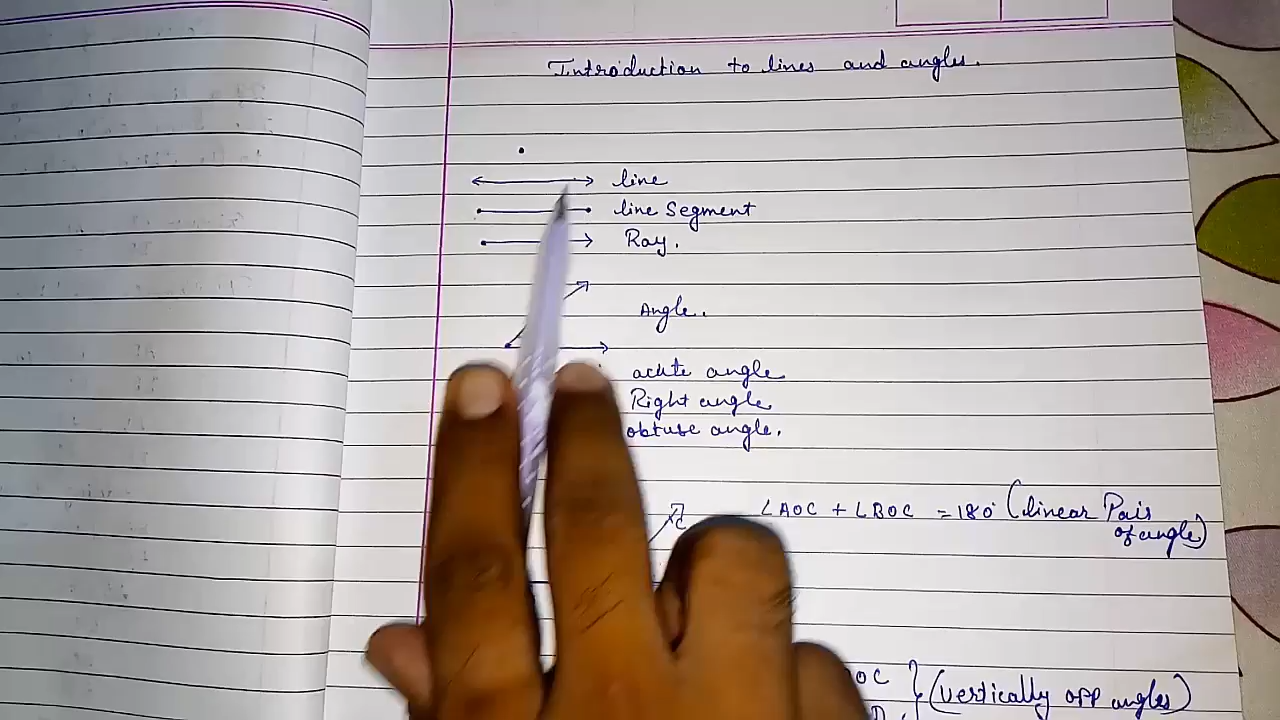 Introduction to lines and angles.
line
line Segment
Ray.
Angle.
acute angle
Right angle
obtuse angle.
C
∠AOC + ∠BOC = 180° (linear Pair
of angle)
OC } (vertically opp angles)